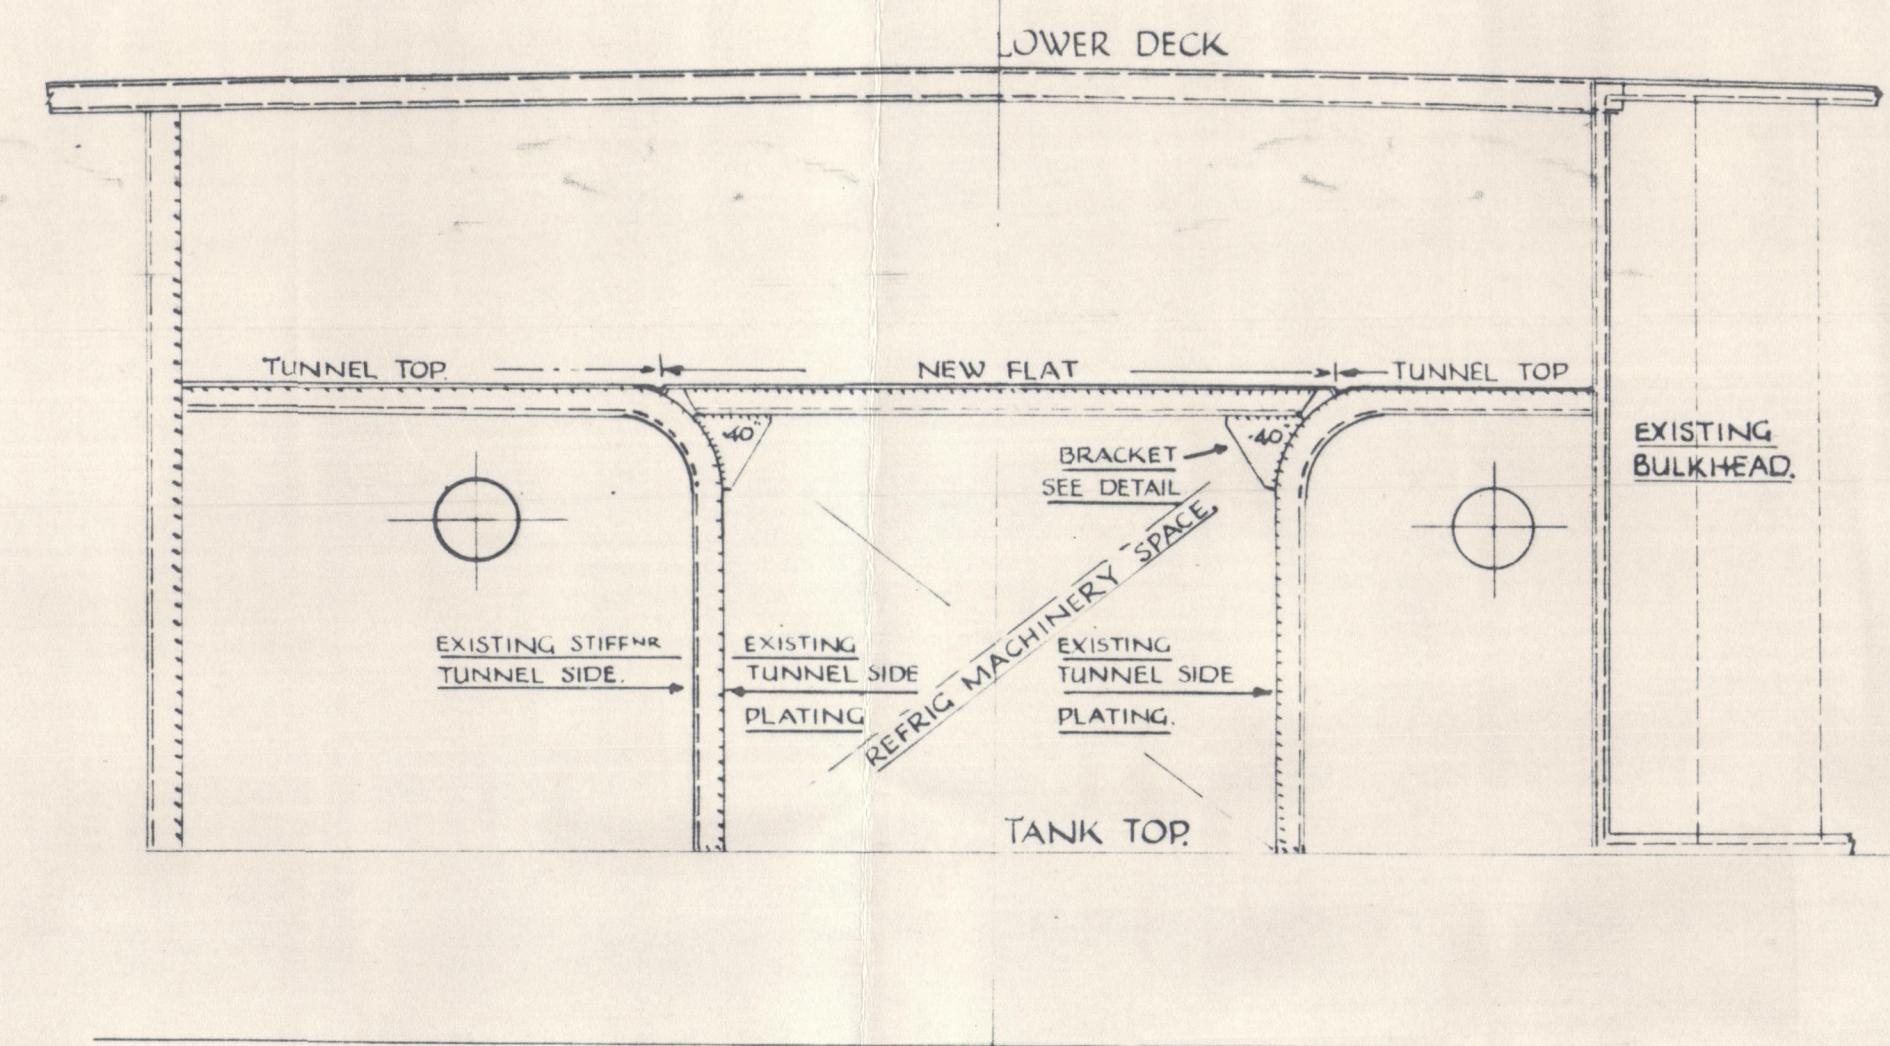 LOWER DECK
TUNNEL TOP.
NEW FLAT
TUNNEL TOP
.40
.40
BRACKET
SEE DETAIL
EXISTING
BULKHEAD.
REFRIG MACHINERY SPACE.
EXISTING STIFFNR
TUNNEL SIDE.
EXISTING
TUNNEL SIDE
PLATING
EXISTING
TUNNEL SIDE
PLATING.
TANK TOP.